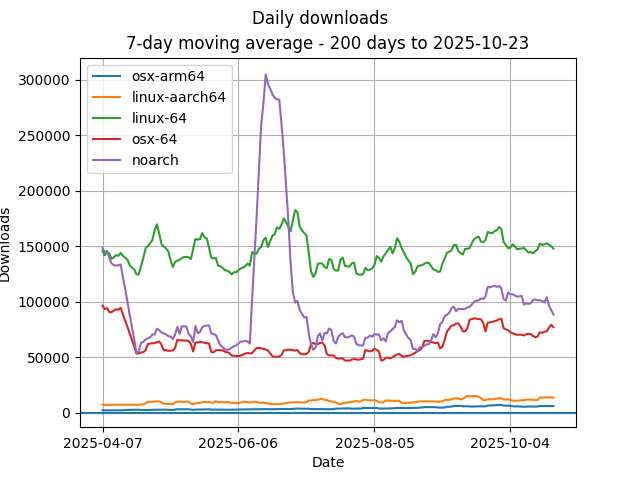 Daily downloads
7-day moving average - 200 days to 2025-10-23
osx-arm64
linux-aarch64
linux-64
osx-64
noarch
300000
250000
200000
150000
100000
50000
0
Downloads
2025-04-07
2025-06-06
2025-08-05
2025-10-04
Date